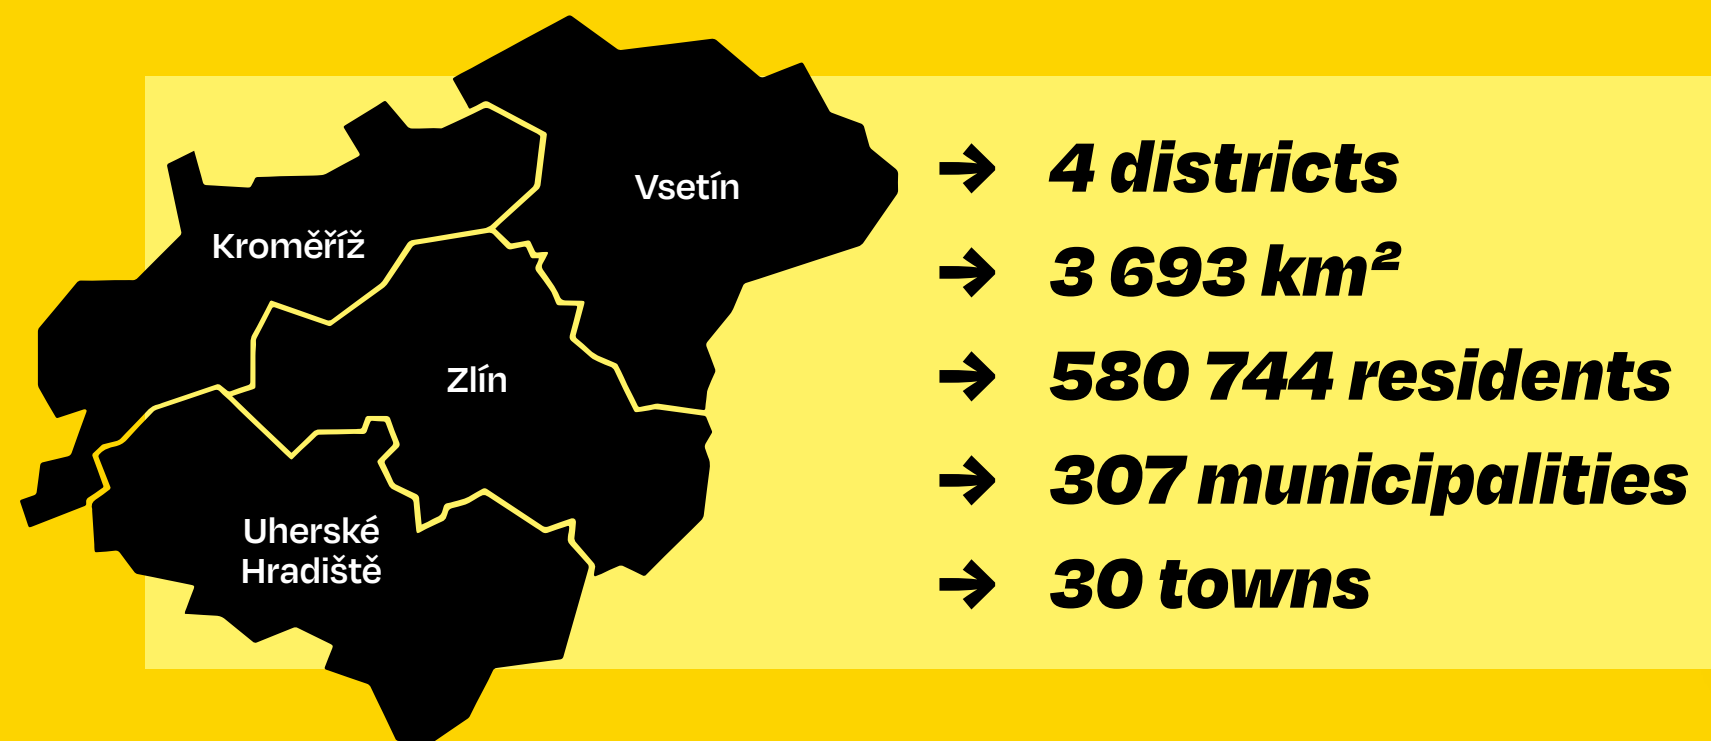 Vsetín
Kroměříž
Zlín
Uherské
Hradiště
→ 4 districts
→ 3 693 km²
→ 580 744 residents
→ 307 municipalities
→ 30 towns